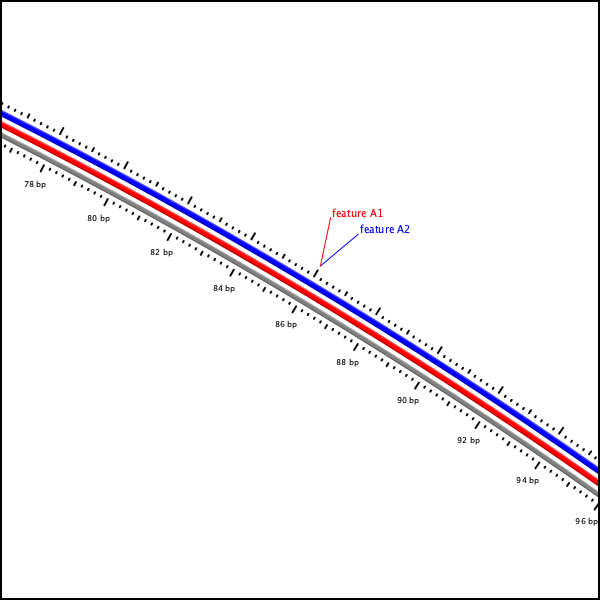 78 bp
80 bp
feature A1
feature A2
82 bp
84 bp
86 bp
88 bp
90 bp
92 bp
94 bp
96 bp